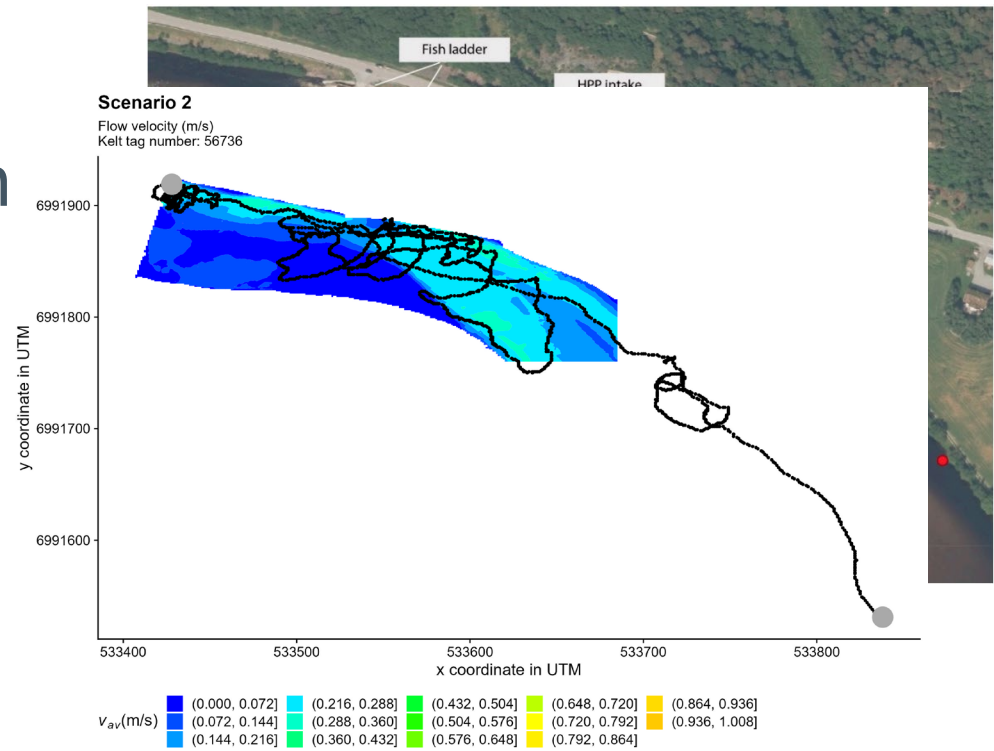 Fish ladder
HPP intake
n
Scenario 2
Flow velocity (m/s)
Kelt tag number: 56736
y coordinate in UTM
6991900
6991800
6991700
6991600
533400 533500 533600 533700 533800
x coordinate in UTM
vav(m/s)
(0.000, 0.072] (0.216, 0.288] (0.432, 0.504] (0.648, 0.720] (0.864, 0.936]
(0.072, 0.144] (0.288, 0.360] (0.504, 0.576] (0.720, 0.792] (0.936, 1.008]
(0.144, 0.216] (0.360, 0.432] (0.576, 0.648] (0.792, 0.864]